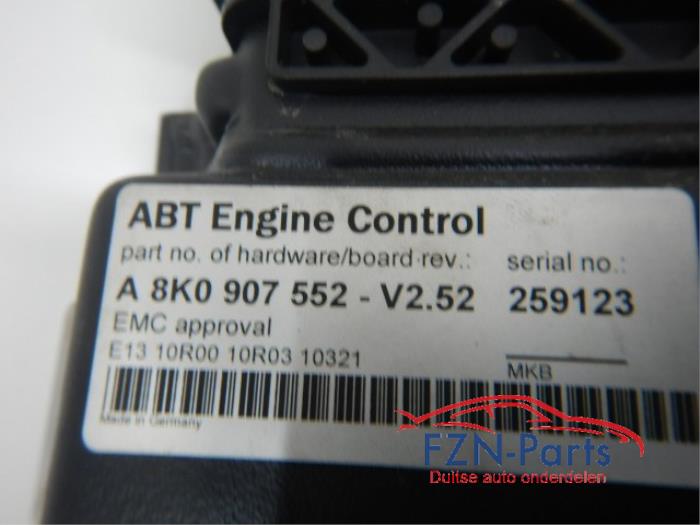 ABT Engine Control
part no. of hardware/board rev.: serial no.:
A 8K0 907 552 - V2.52 259123
EMC approval
E13 10R00 10R03 10321
MKB
Made in Germany
FZN-Parts
Duitse auto onderdelen